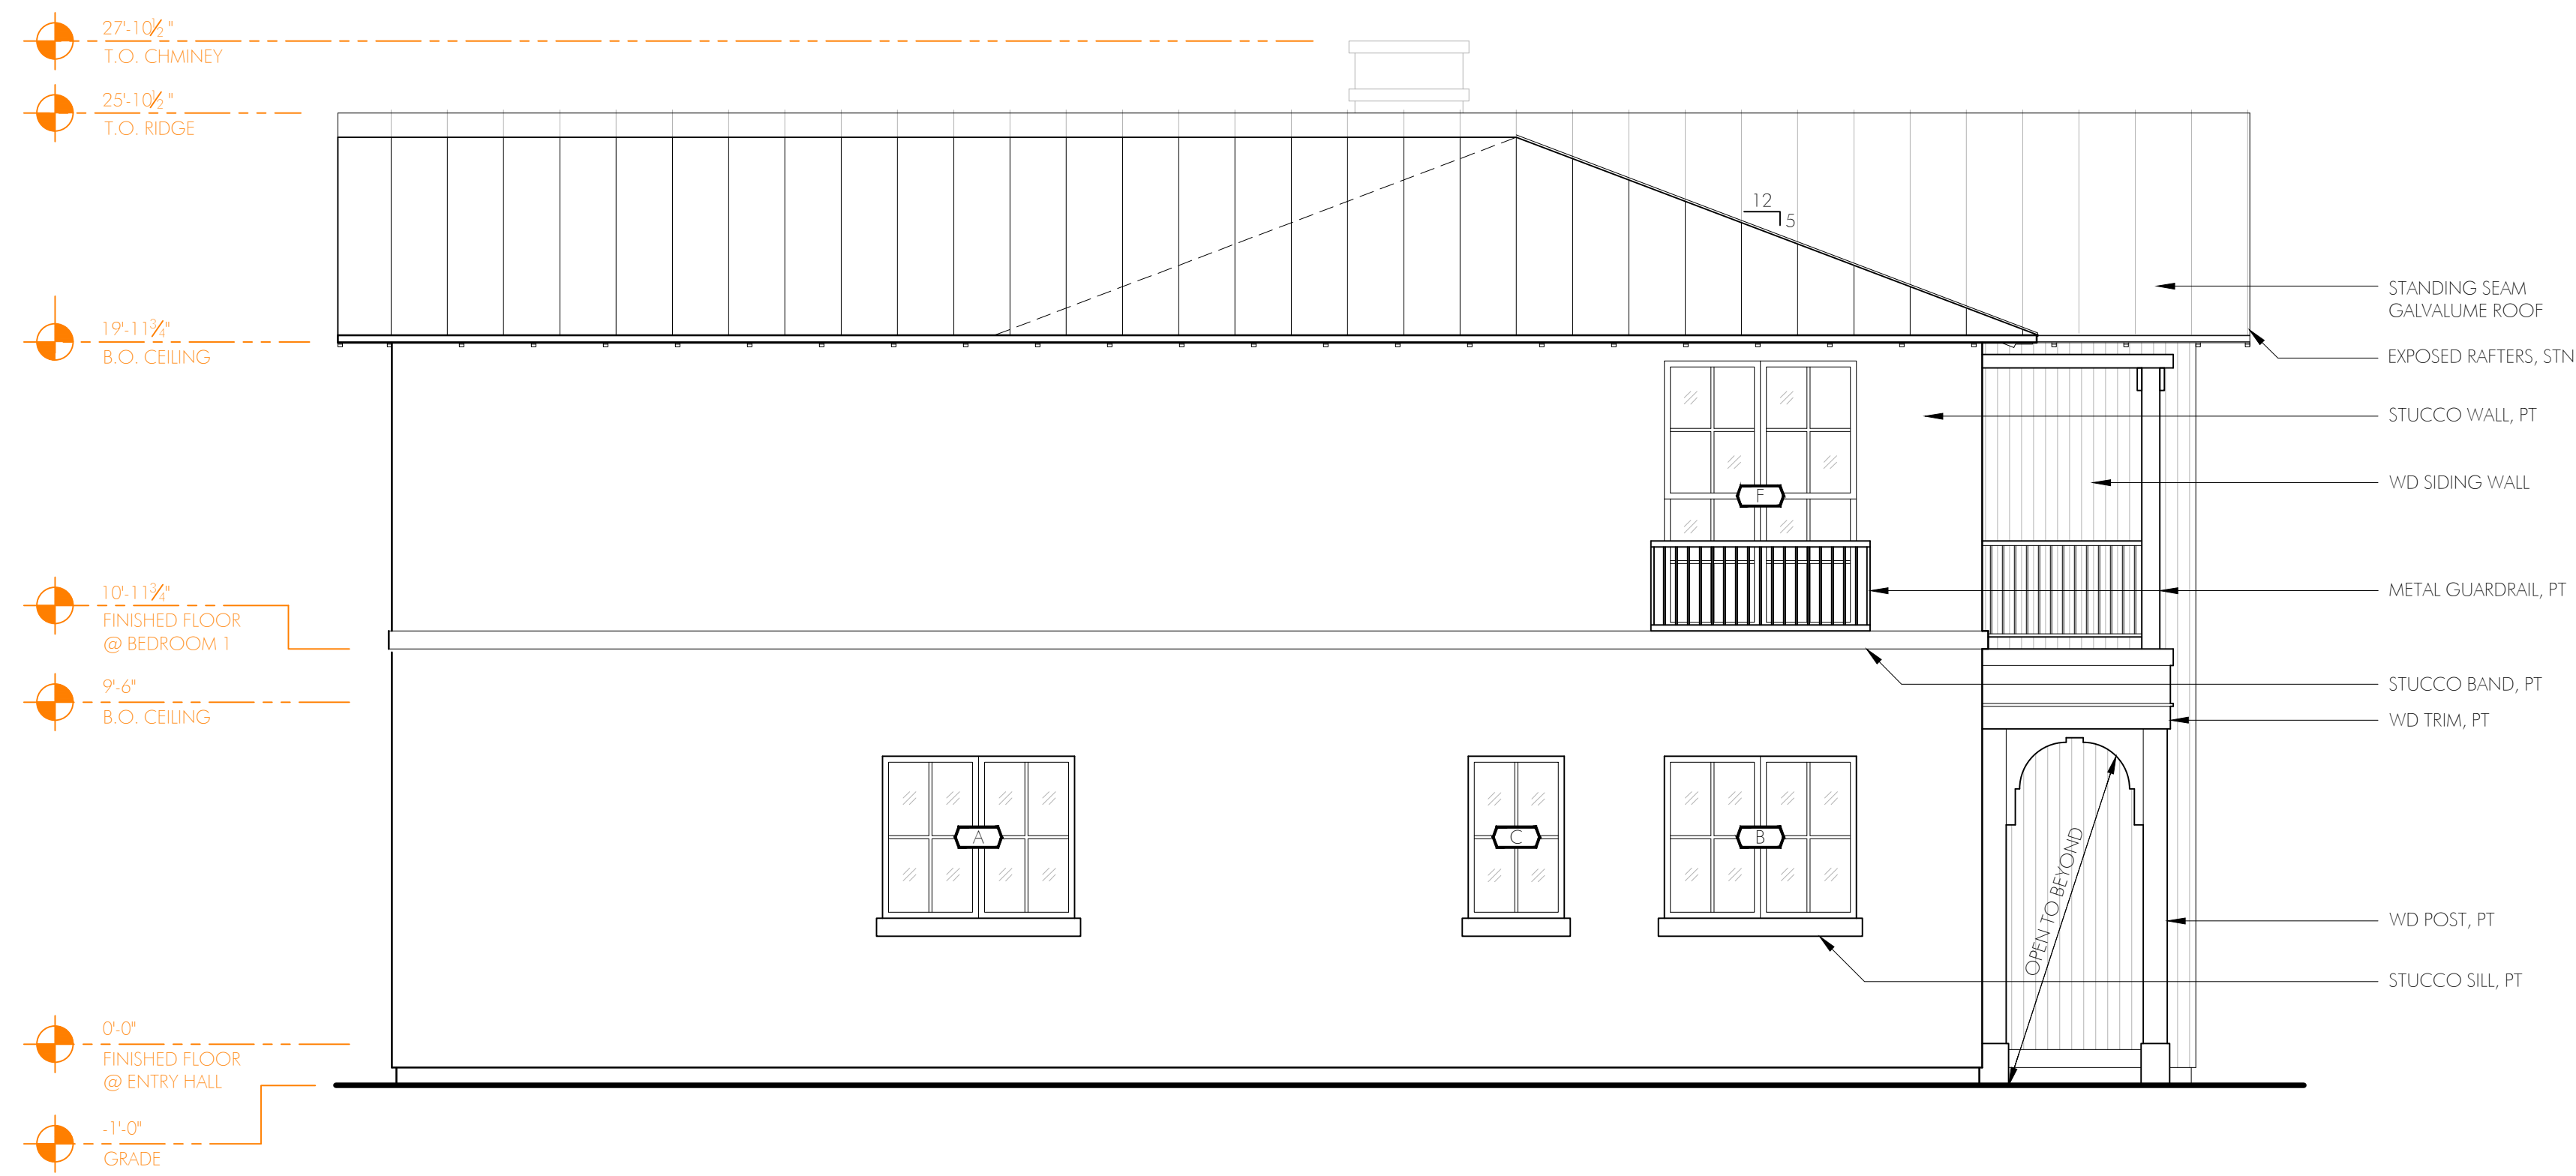 27'-10½"
T.O. CHMINEY
25'-10½"
T.O. RIDGE
12
5
STANDING SEAM
GALVALUME ROOF
19'-11¾"
B.O. CEILING
EXPOSED RAFTERS, STN
STUCCO WALL, PT
WD SIDING WALL
F
10'-11¾"
FINISHED FLOOR
@ BEDROOM 1
METAL GUARDRAIL, PT
9'-6"
B.O. CEILING
STUCCO BAND, PT
WD TRIM, PT
A
C
B
OPEN TO BEYOND
WD POST, PT
STUCCO SILL, PT
0'-0"
FINISHED FLOOR
@ ENTRY HALL
-1'-0"
GRADE